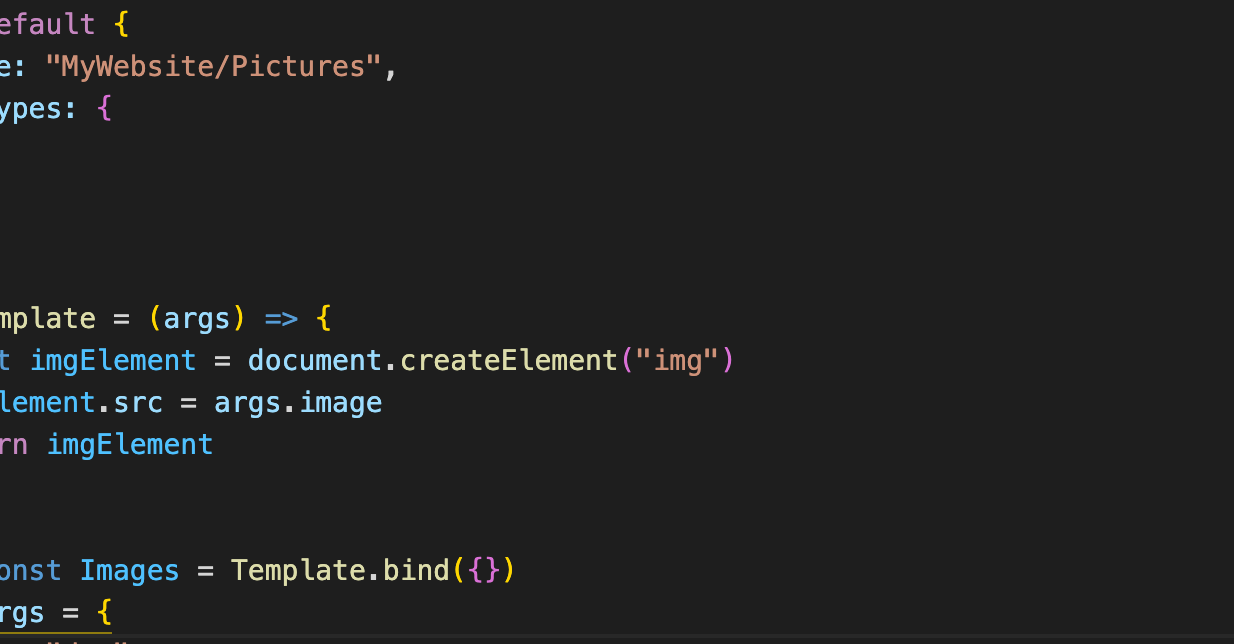 efault {
e: "MyWebsite/Pictures",
ypes: {
mplate = (args) => {
t imgElement = document.createElement("img")
lement.src = args.image
rn imgElement
onst Images = Template.bind({})
rgs = {